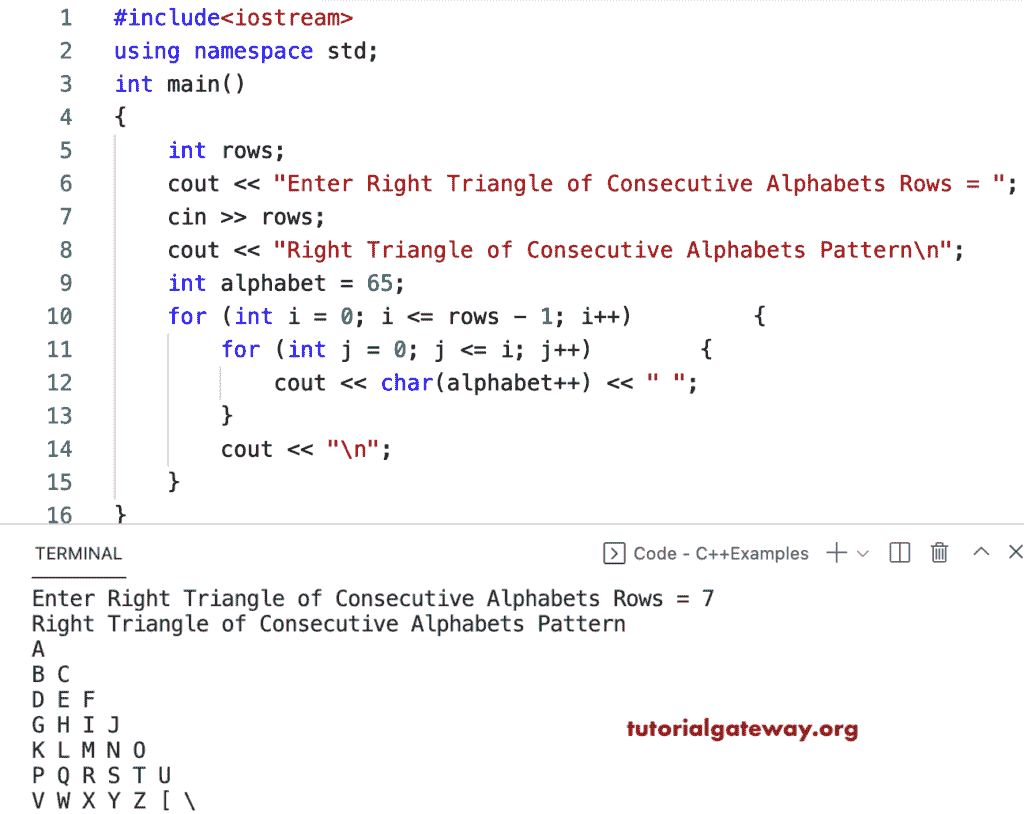 1 #include<iostream>
2 using namespace std;
3 int main()
4 {
5     int rows;
6     cout << "Enter Right Triangle of Consecutive Alphabets Rows = ";
7     cin >> rows;
8     cout << "Right Triangle of Consecutive Alphabets Pattern\n";
9     int alphabet = 65;
10     for (int i = 0; i <= rows - 1; i++)         {
11         for (int j = 0; j <= i; j++)        {
12             cout << char(alphabet++) << " ";
13         }
14         cout << "\n";
15     }
16 }
TERMINAL Code - C++Examples
Enter Right Triangle of Consecutive Alphabets Rows = 7
Right Triangle of Consecutive Alphabets Pattern
A
B C
D E F
G H I J
tutorialgateway.org
K L M N O
P Q R S T U
V W X Y Z [ \